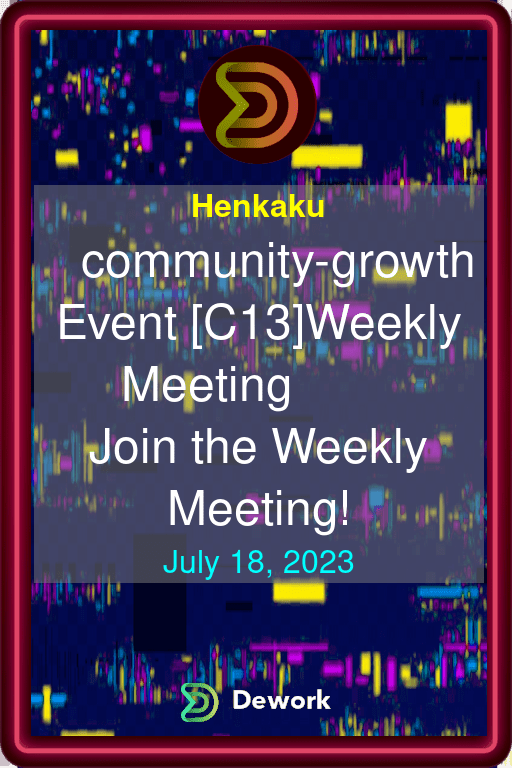 Henkaku
community-growth
Event [C13]Weekly
Meeting
Join the Weekly
Meeting!
July 18, 2023
Dework